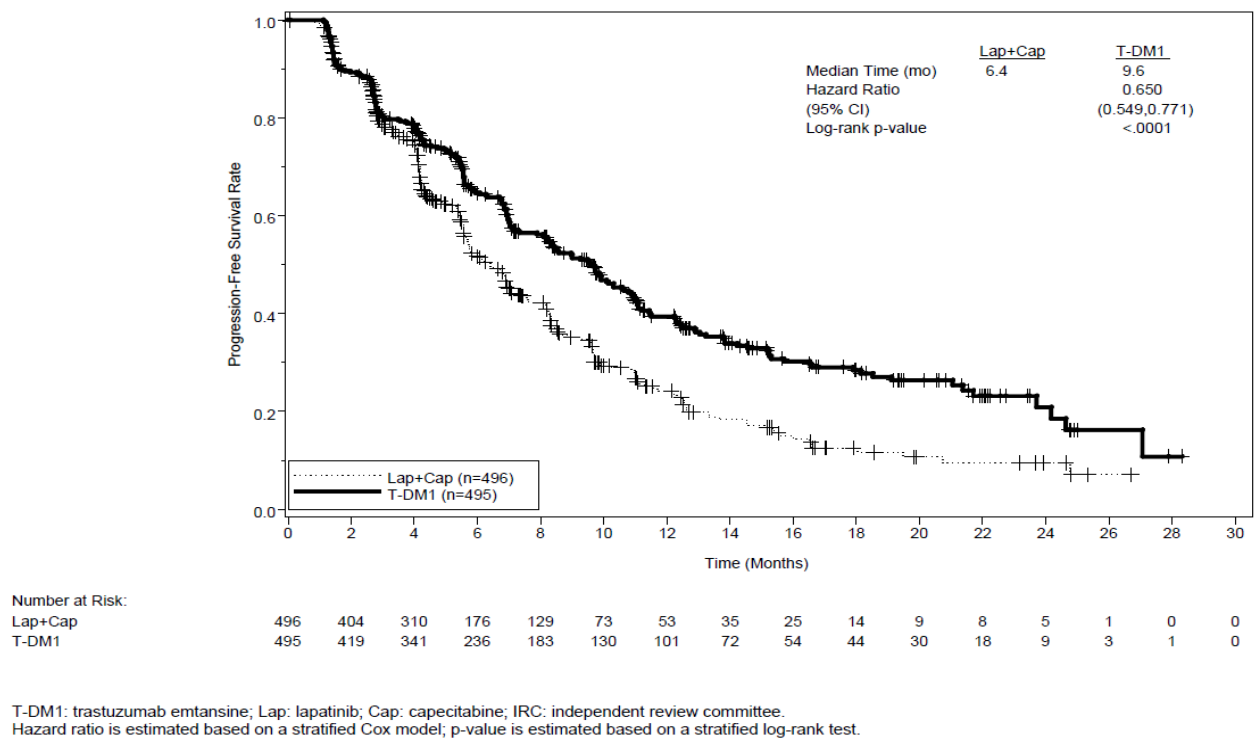 1.0
0.8
0.6
0.4
0.2
0.0
Progression-Free Survival Rate
Lap+Cap T-DM1
Median Time (mo) 6.4 9.6
Hazard Ratio 0.650
(95% CI) (0.549,0.771)
Log-rank p-value <.0001
Lap+Cap (n=496)
T-DM1 (n=495)
0 2 4 6 8 10 12 14 16 18 20 22 24 26 28 30
Time (Months)
Number at Risk:
Lap+Cap 496 404 310 176 129 73 53 35 25 14 9 8 5 1 0 0
T-DM1 495 419 341 236 183 130 101 72 54 44 30 18 9 3 1 0
T-DM1: trastuzumab emtansine; Lap: lapatinib; Cap: capecitabine; IRC: independent review committee.
Hazard ratio is estimated based on a stratified Cox model; p-value is estimated based on a stratified log-rank test.